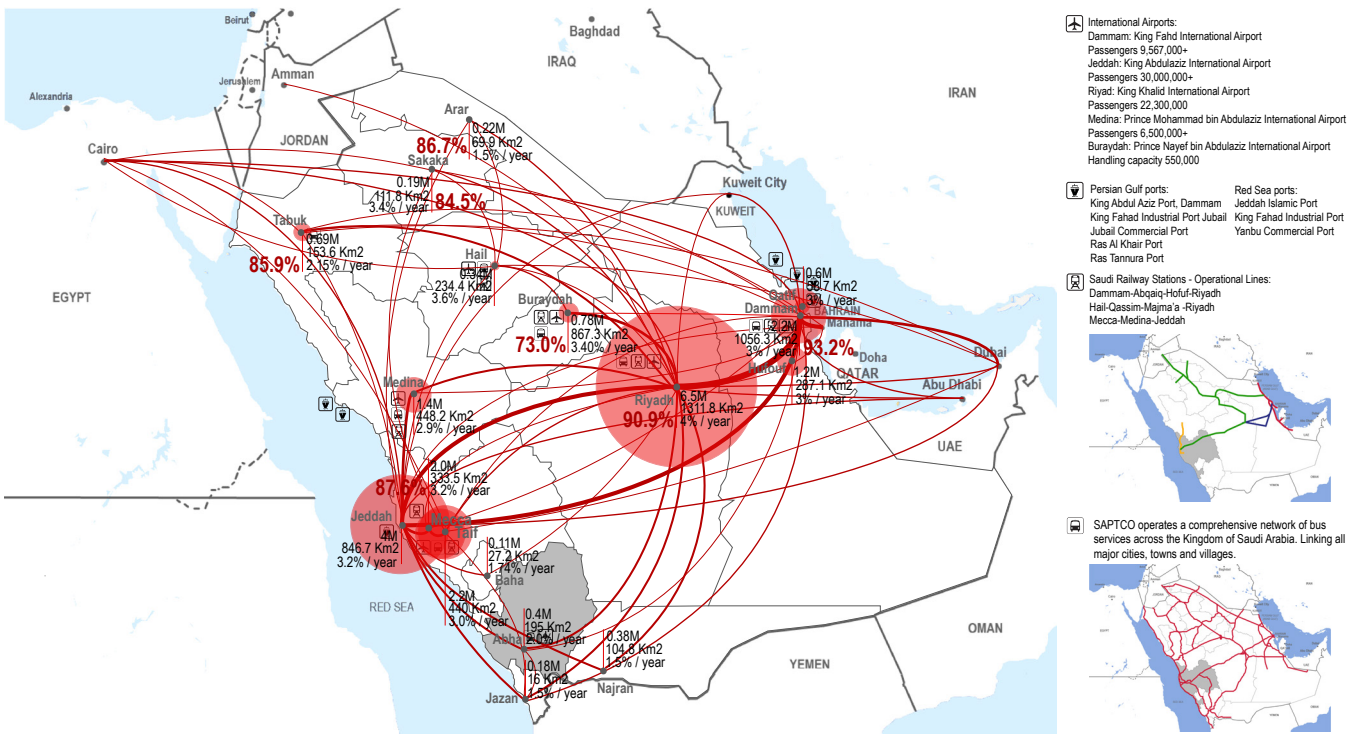 Beirut
Baghdad
IRAQ
Jerusalem
Amman
Alexandria
IRAN
JORDAN
Arar
0.22M
69.9 Km2
1.5% / year
86.7%
Cairo
Sakaka
0.19M
111.8 Km2
3.4% / year
84.5%
Kuweit City
KUWEIT
Tabuk
0.69M
153.6 Km2
2.15% / year
85.9%
Hail
234.4 Km2
3.6% / year
EGYPT
Buraydah
0.78M
867.3 Km2
3.40% / year
73.0%
0.6M
Qatif
Dammam
BAHRAIN
Manama
2.2M
1056.3 Km2
3% / year
93.2%
Hofouf
1.2M
287.1 Km2
3% / year
Doha
QATAR
Dubai
Abu Dhabi
UAE
Medina
1.4M
448.2 Km2
2.9% / year
Riyadh
6.5M
1311.8 Km2
4% / year
90.9%
2.0M
333.5 Km2
3.2% / year
87.6%
Jeddah
4M
846.7 Km2
3.2% / year
Mecca
Taif
0.11M
27.2 Km2
1.74% / year
Baha
RED SEA
2.2M
440 Km2
3.0% / year
0.4M
195 Km2
2.0% / year
Abha
0.38M
104.8 Km2
1.5% / year
Najran
0.18M
16 Km2
1.5% / year
Jazan
YEMEN
OMAN
International Airports:
Dammam: King Fahd International Airport
Passengers 9,567,000+
Jeddah: King Abdulaziz International Airport
Passengers 30,000,000+
Riyad: King Khalid International Airport
Passengers 22,300,000
Medina: Prince Mohammad bin Abdulaziz International Airport
Passengers 6,500,000+
Buraydah: Prince Nayef bin Abdulaziz International Airport
Handling capacity 550,000
Persian Gulf ports:
King Abdul Aziz Port, Dammam
King Fahad Industrial Port Jubail
Jubail Commercial Port
Ras Al Khair Port
Ras Tannura Port
Red Sea ports:
Jeddah Islamic Port
King Fahad Industrial Port
Yanbu Commercial Port
Saudi Railway Stations - Operational Lines:
Dammam-Abqaiq-Hofuf-Riyadh
Hail-Qassim-Majma'a -Riyadh
Mecca-Medina-Jeddah
SAPTCO operates a comprehensive network of bus
services across the Kingdom of Saudi Arabia. Linking all
major cities, towns and villages.